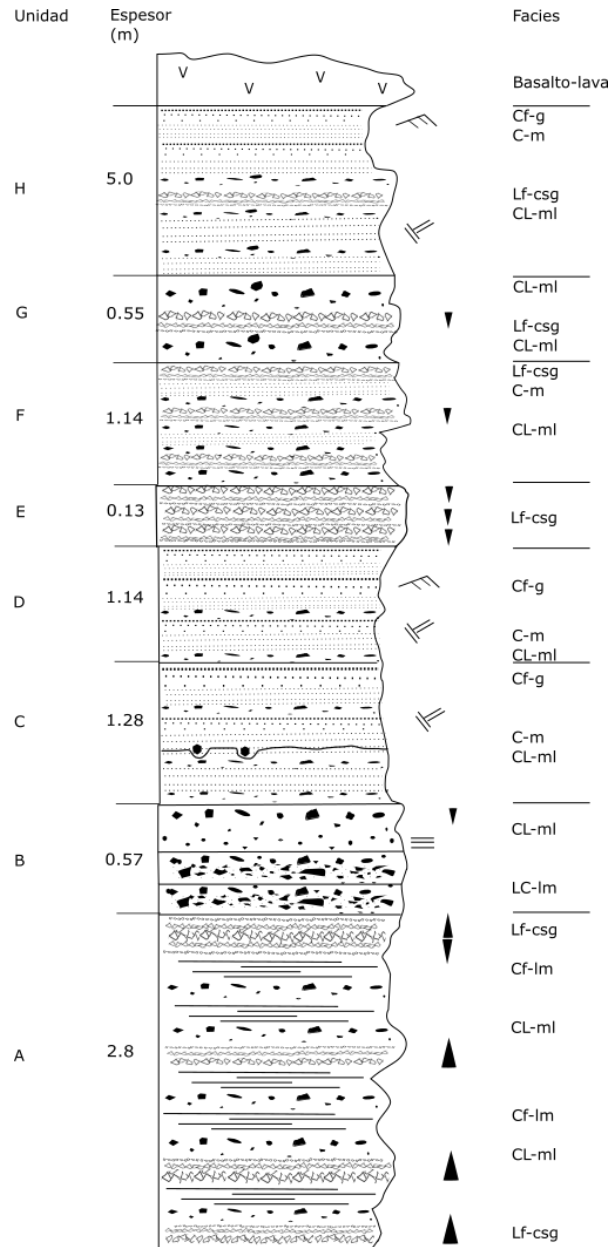 Unidad Espesor (m) Facies
Basalto-lava
Cf-g
C-m
H 5.0
Lf-csg
CL-ml
CL-ml
G 0.55
Lf-csg
CL-ml
Lf-csg
C-m
F 1.14
CL-ml
E 0.13 Lf-csg
D 1.14 Cf-g
C-m
CL-ml
Cf-g
C 1.28
C-m
CL-ml
CL-ml
B 0.57
LC-lm
Lf-csg
Cf-lm
CL-ml
A 2.8
Cf-lm
CL-ml
Lf-csg